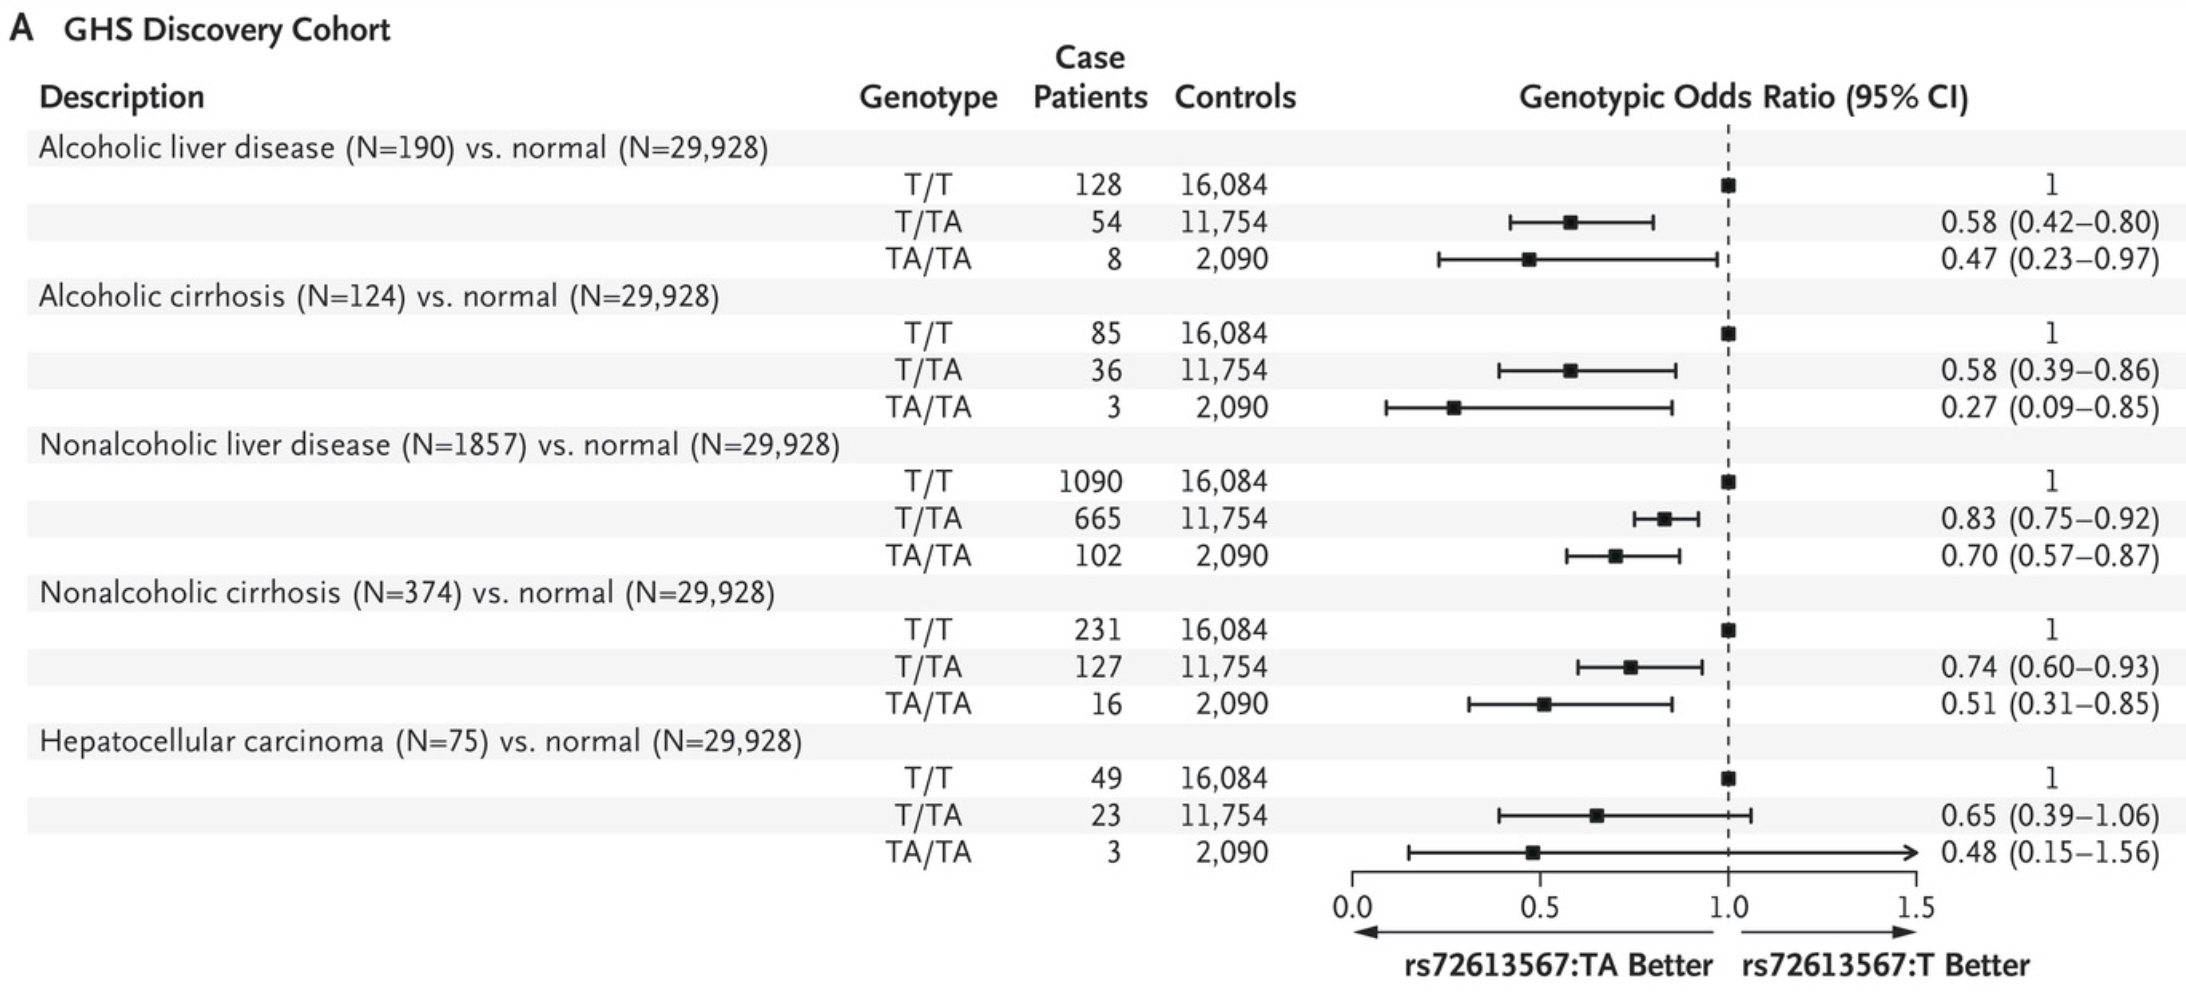 A GHS Discovery Cohort
Case
Description Genotype Patients Controls Genotypic Odds Ratio (95% CI)
Alcoholic liver disease (N=190) vs. normal (N=29,928)
T/T 128 16,084 1
T/TA 54 11,754 0.58 (0.42–0.80)
TA/TA 8 2,090 0.47 (0.23–0.97)
Alcoholic cirrhosis (N=124) vs. normal (N=29,928)
T/T 85 16,084 1
T/TA 36 11,754 0.58 (0.39–0.86)
TA/TA 3 2,090 0.27 (0.09–0.85)
Nonalcoholic liver disease (N=1857) vs. normal (N=29,928)
T/T 1090 16,084 1
T/TA 665 11,754 0.83 (0.75–0.92)
TA/TA 102 2,090 0.70 (0.57–0.87)
Nonalcoholic cirrhosis (N=374) vs. normal (N=29,928)
T/T 231 16,084 1
T/TA 127 11,754 0.74 (0.60–0.93)
TA/TA 16 2,090 0.51 (0.31–0.85)
Hepatocellular carcinoma (N=75) vs. normal (N=29,928)
T/T 49 16,084 1
T/TA 23 11,754 0.65 (0.39–1.06)
TA/TA 3 2,090 0.48 (0.15–1.56)
0.0 0.5 1.0 1.5
rs72613567:TA Better rs72613567:T Better